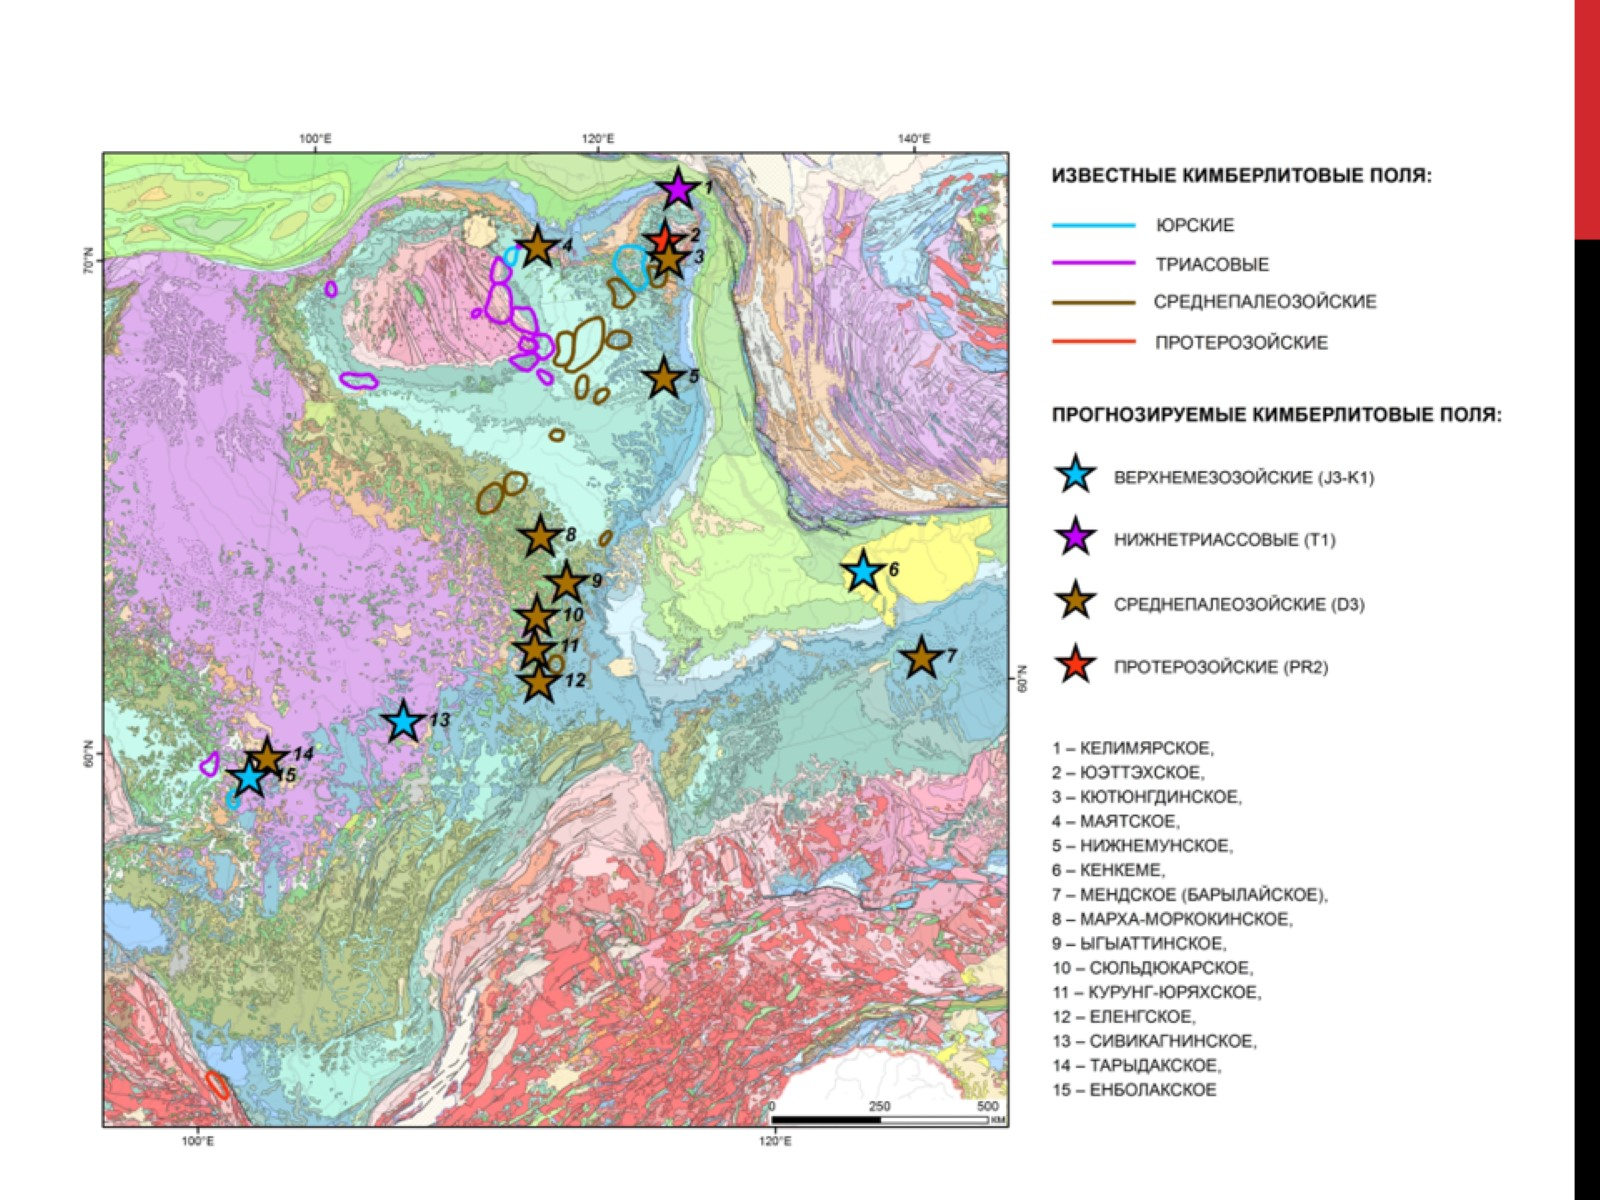 100°E 120°E 140°E
70°N
60°N
60°N
100°E 120°E
1
2
3
4
5
6
7
8
9
10
11
12
13
14
15
0 250 500
КМ
ИЗВЕСТНЫЕ КИМБЕРЛИТОВЫЕ ПОЛЯ:
ЮРСКИЕ
ТРИАСОВЫЕ
СРЕДНЕПАЛЕОЗОЙСКИЕ
ПРОТЕРОЗОЙСКИЕ
ПРОГНОЗИРУЕМЫЕ КИМБЕРЛИТОВЫЕ ПОЛЯ:
ВЕРХНЕМЕЗОЗОЙСКИЕ (J3-K1)
НИЖНЕТРИАССОВЫЕ (T1)
СРЕДНЕПАЛЕОЗОЙСКИЕ (D3)
ПРОТЕРОЗОЙСКИЕ (PR2)
1 – КЕЛИМЯРСКОЕ,
2 – ЮЭТТЭХСКОЕ,
3 – КЮТЮНГДИНСКОЕ,
4 – МАЯТСКОЕ,
5 – НИЖНЕМУНСКОЕ,
6 – КЕНКЕМЕ,
7 – МЕНДСКОЕ (БАРЫЛАЙСКОЕ),
8 – МАРХА-МОРКОКИНСКОЕ,
9 – ЫГЫАТТИНСКОЕ,
10 – СЮЛЬДЮКАРСКОЕ,
11 – КУРУНГ-ЮРЯХСКОЕ,
12 – ЕЛЕНГСКОЕ,
13 – СИВИКАГНИНСКОЕ,
14 – ТАРЫДАКСКОЕ,
15 – ЕНБОЛАКСКОЕ